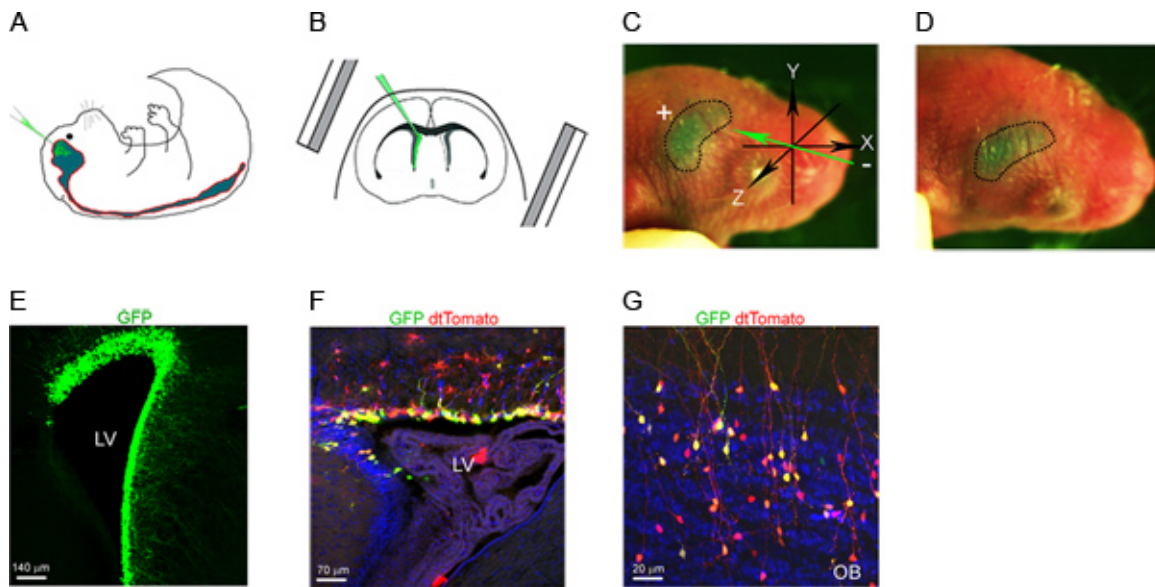 A
B
C
D
+
Y
X
-
Z
E
F
G
GFP
GFP dtTomato
GFP dtTomato
LV
LV
140 µm
70 µm
20 µm
OB